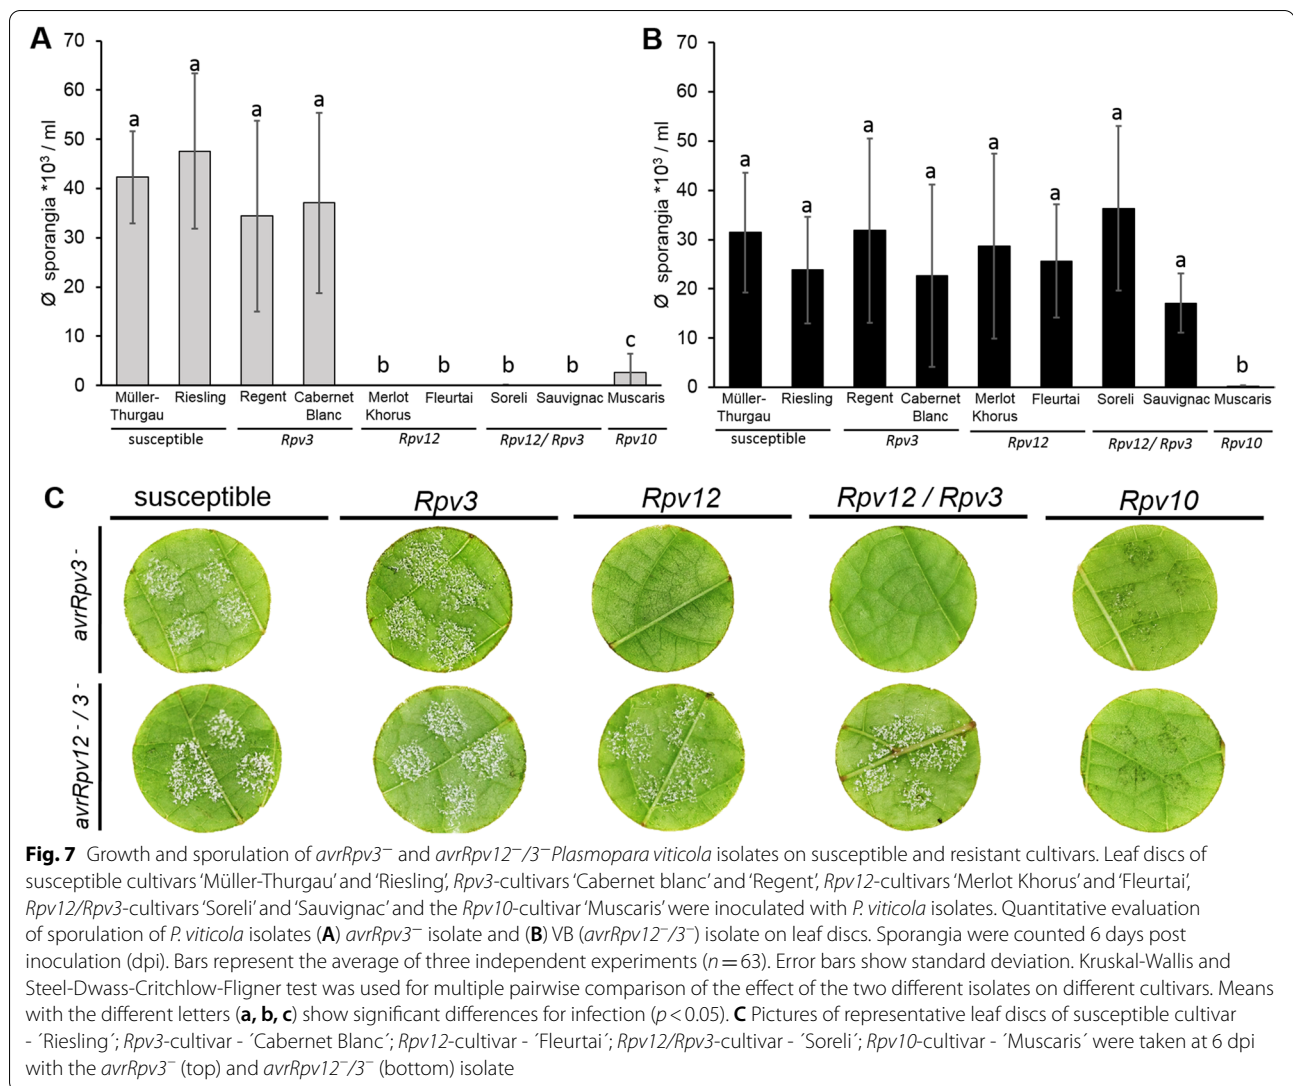 A
B
70
60
50
40
30
20
10
0
Ø sporangia *10³ / ml
a
a
a
a
b
b
b
b
c
Müller-
Thurgau
Riesling
Regent
Cabernet
Blanc
Merlot
Khorus
Fleurtai
Soreli
Sauvignac
Muscaris
susceptible
Rpv3
Rpv12
Rpv12/ Rpv3
Rpv10
70
60
50
40
30
20
10
0
Ø sporangia *10³ / ml
a
a
a
a
a
a
a
a
b
Müller-
Thurgau
Riesling
Regent
Cabernet
Blanc
Merlot
Khorus
Fleurtai
Soreli
Sauvignac
Muscaris
susceptible
Rpv3
Rpv12
Rpv12/ Rpv3
Rpv10
C
susceptible
Rpv3
Rpv12
Rpv12 / Rpv3
Rpv10
avrRpv3⁻
avrRpv12⁻ / 3⁻
Fig. 7 Growth and sporulation of avrRpv3⁻ and avrRpv12⁻/3⁻Plasmopara viticola isolates on susceptible and resistant cultivars. Leaf discs of
susceptible cultivars ‘Müller-Thurgau’ and ‘Riesling’, Rpv3-cultivars ‘Cabernet blanc’ and ‘Regent’, Rpv12-cultivars ‘Merlot Khorus’ and ‘Fleurtai’,
Rpv12/Rpv3-cultivars ‘Soreli’ and ‘Sauvignac’ and the Rpv10-cultivar ‘Muscaris’ were inoculated with P. viticola isolates. Quantitative evaluation
of sporulation of P. viticola isolates (A) avrRpv3⁻ isolate and (B) VB (avrRpv12⁻/3⁻) isolate on leaf discs. Sporangia were counted 6 days post
inoculation (dpi). Bars represent the average of three independent experiments (n = 63). Error bars show standard deviation. Kruskal-Wallis and
Steel-Dwass-Critchlow-Fligner test was used for multiple pairwise comparison of the effect of the two different isolates on different cultivars. Means
with the different letters (a, b, c) show significant differences for infection (p < 0.05). C Pictures of representative leaf discs of susceptible cultivar
- ´Riesling´; Rpv3-cultivar - ´Cabernet Blanc´; Rpv12-cultivar - ´Fleurtai´; Rpv12/Rpv3-cultivar - ´Soreli´; Rpv10-cultivar - ´Muscaris´ were taken at 6 dpi
with the avrRpv3⁻ (top) and avrRpv12⁻/3⁻ (bottom) isolate